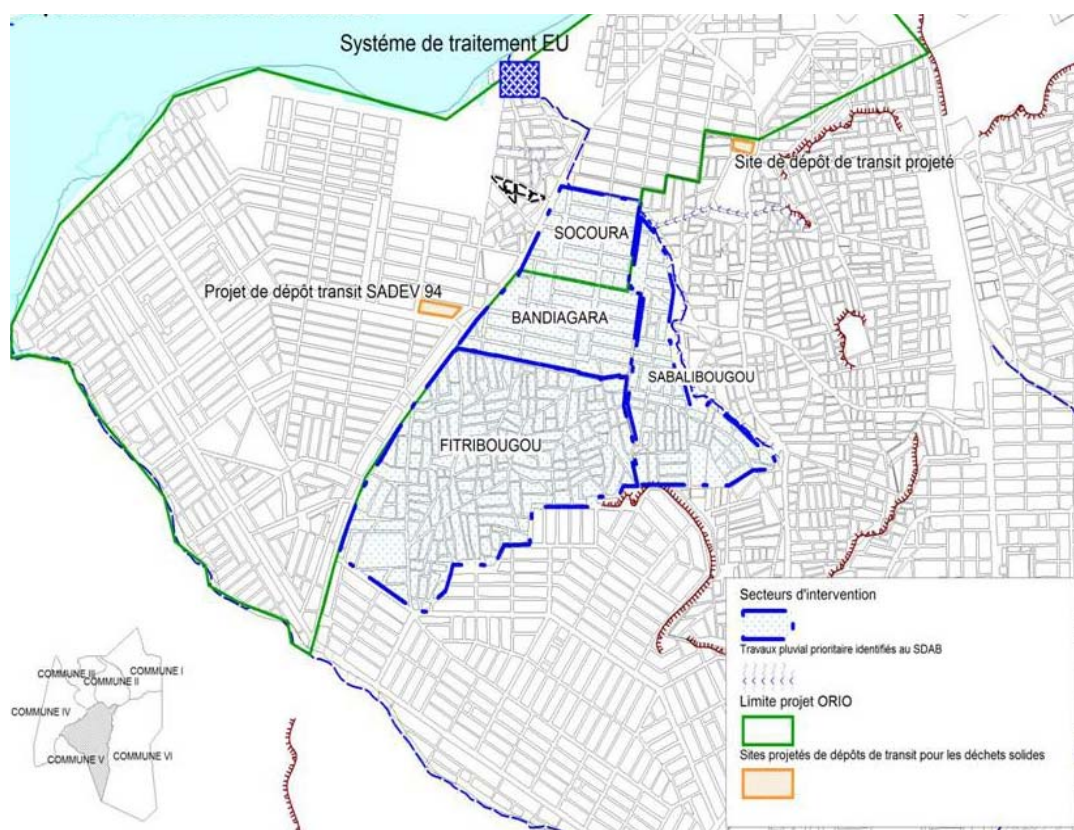 Systéme de traitement EU
Site de dépôt de transit projeté
SOCOURA
Projet de dépôt transit SADEV 94
BANDIAGARA
SABALIBOUGOU
FITRIBOUGOU
Secteurs d'intervention
Travaux pluvial prioritaire identifiés au SDAB
Limite projet ORIO
Sites projetés de dépôts de transit pour les déchets solides
COMMUNE I
COMMUNE III
COMMUNE II
COMMUNE IV
COMMUNE V
COMMUNE VI